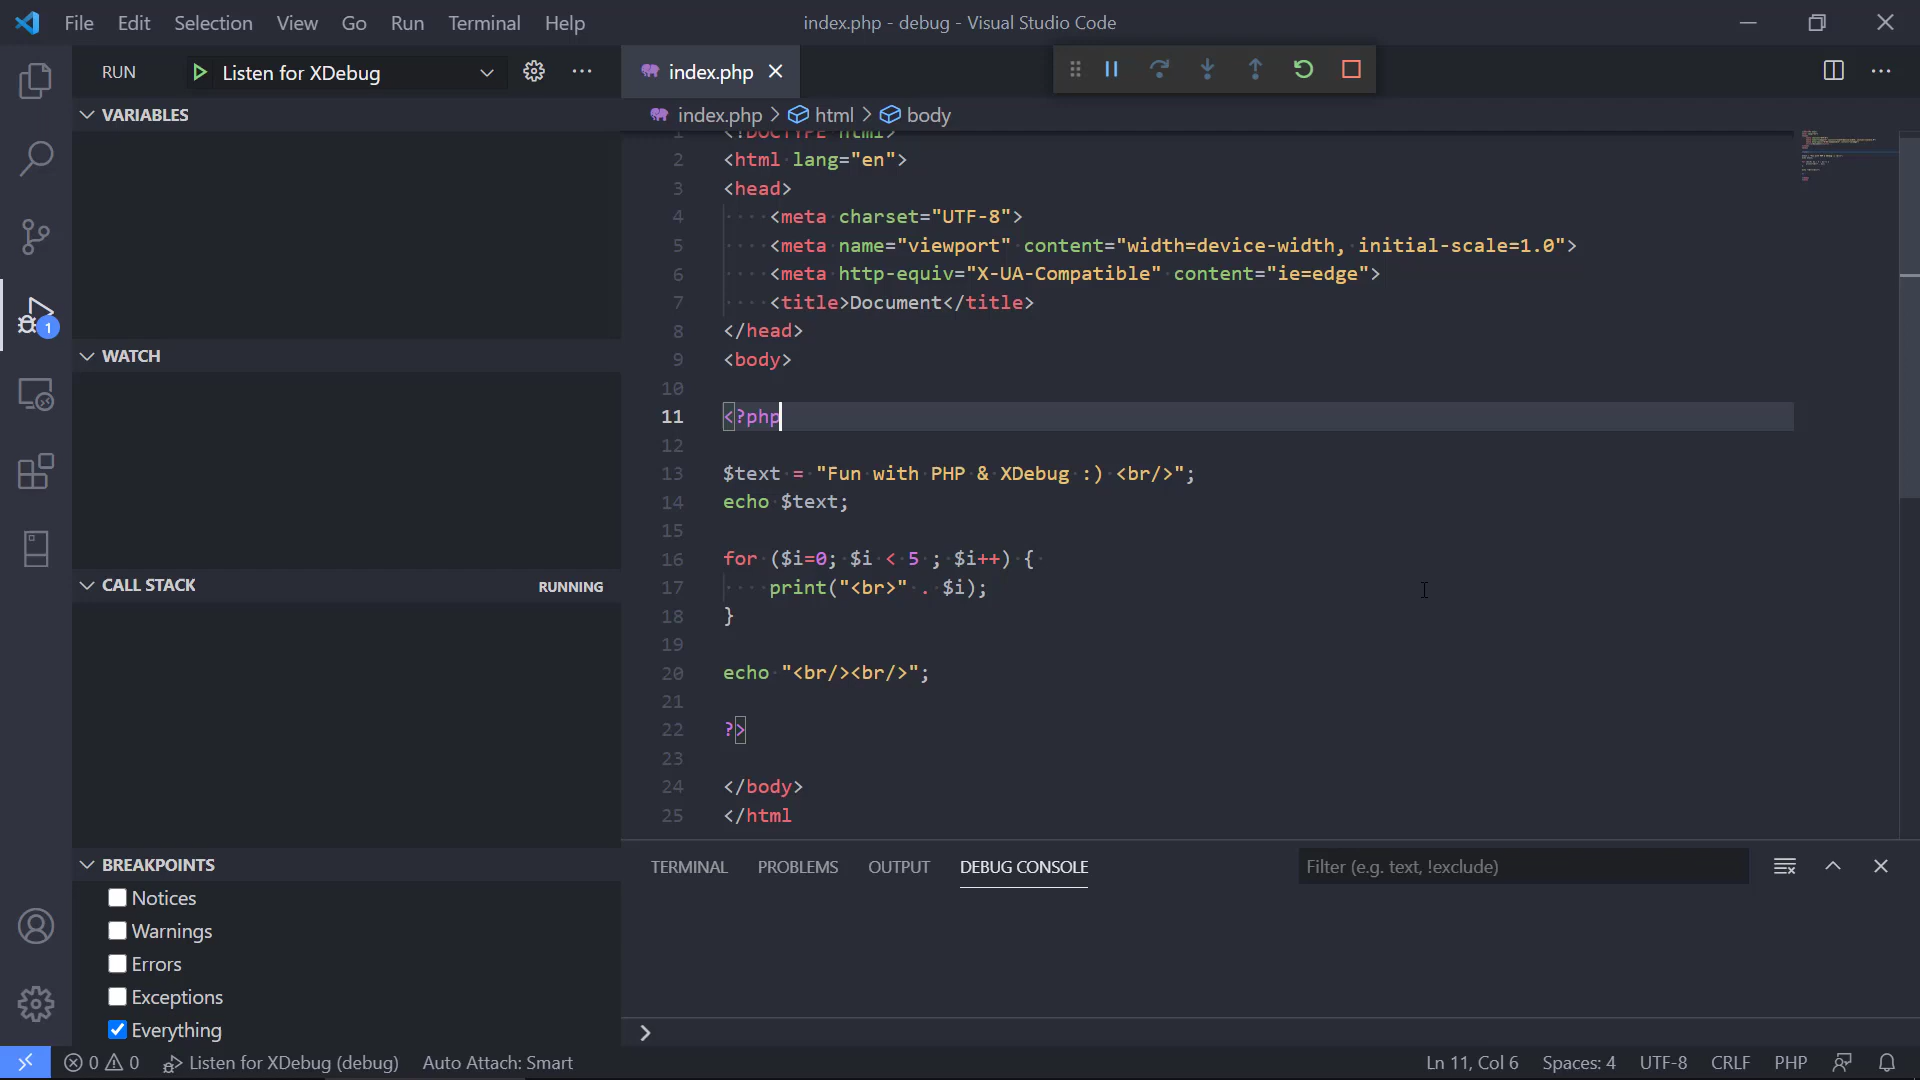 File Edit Selection View Go Run Terminal Help
index.php - debug - Visual Studio Code
RUN Listen for XDebug
VARIABLES
WATCH
CALL STACK RUNNING
BREAKPOINTS
Notices
Warnings
Errors
Exceptions
Everything
index.php
index.php > html > body
1 <!DOCTYPE html>
2 <html lang="en">
3 <head>
4 <meta charset="UTF-8">
5 <meta name="viewport" content="width=device-width, initial-scale=1.0">
6 <meta http-equiv="X-UA-Compatible" content="ie=edge">
7 <title>Document</title>
8 </head>
9 <body>
10
11 <?php
12
13 $text = "Fun with PHP & XDebug :) <br/>";
14 echo $text;
15
16 for ($i=0; $i < 5 ; $i++) {
17 print("<br>" . $i);
18 }
19
20 echo "<br/><br/>";
21
22 ?>
23
24 </body>
25 </html
TERMINAL PROBLEMS OUTPUT DEBUG CONSOLE
Filter (e.g. text, !exclude)
1
0 0 Listen for XDebug (debug) Auto Attach: Smart
Ln 11, Col 6 Spaces: 4 UTF-8 CRLF PHP